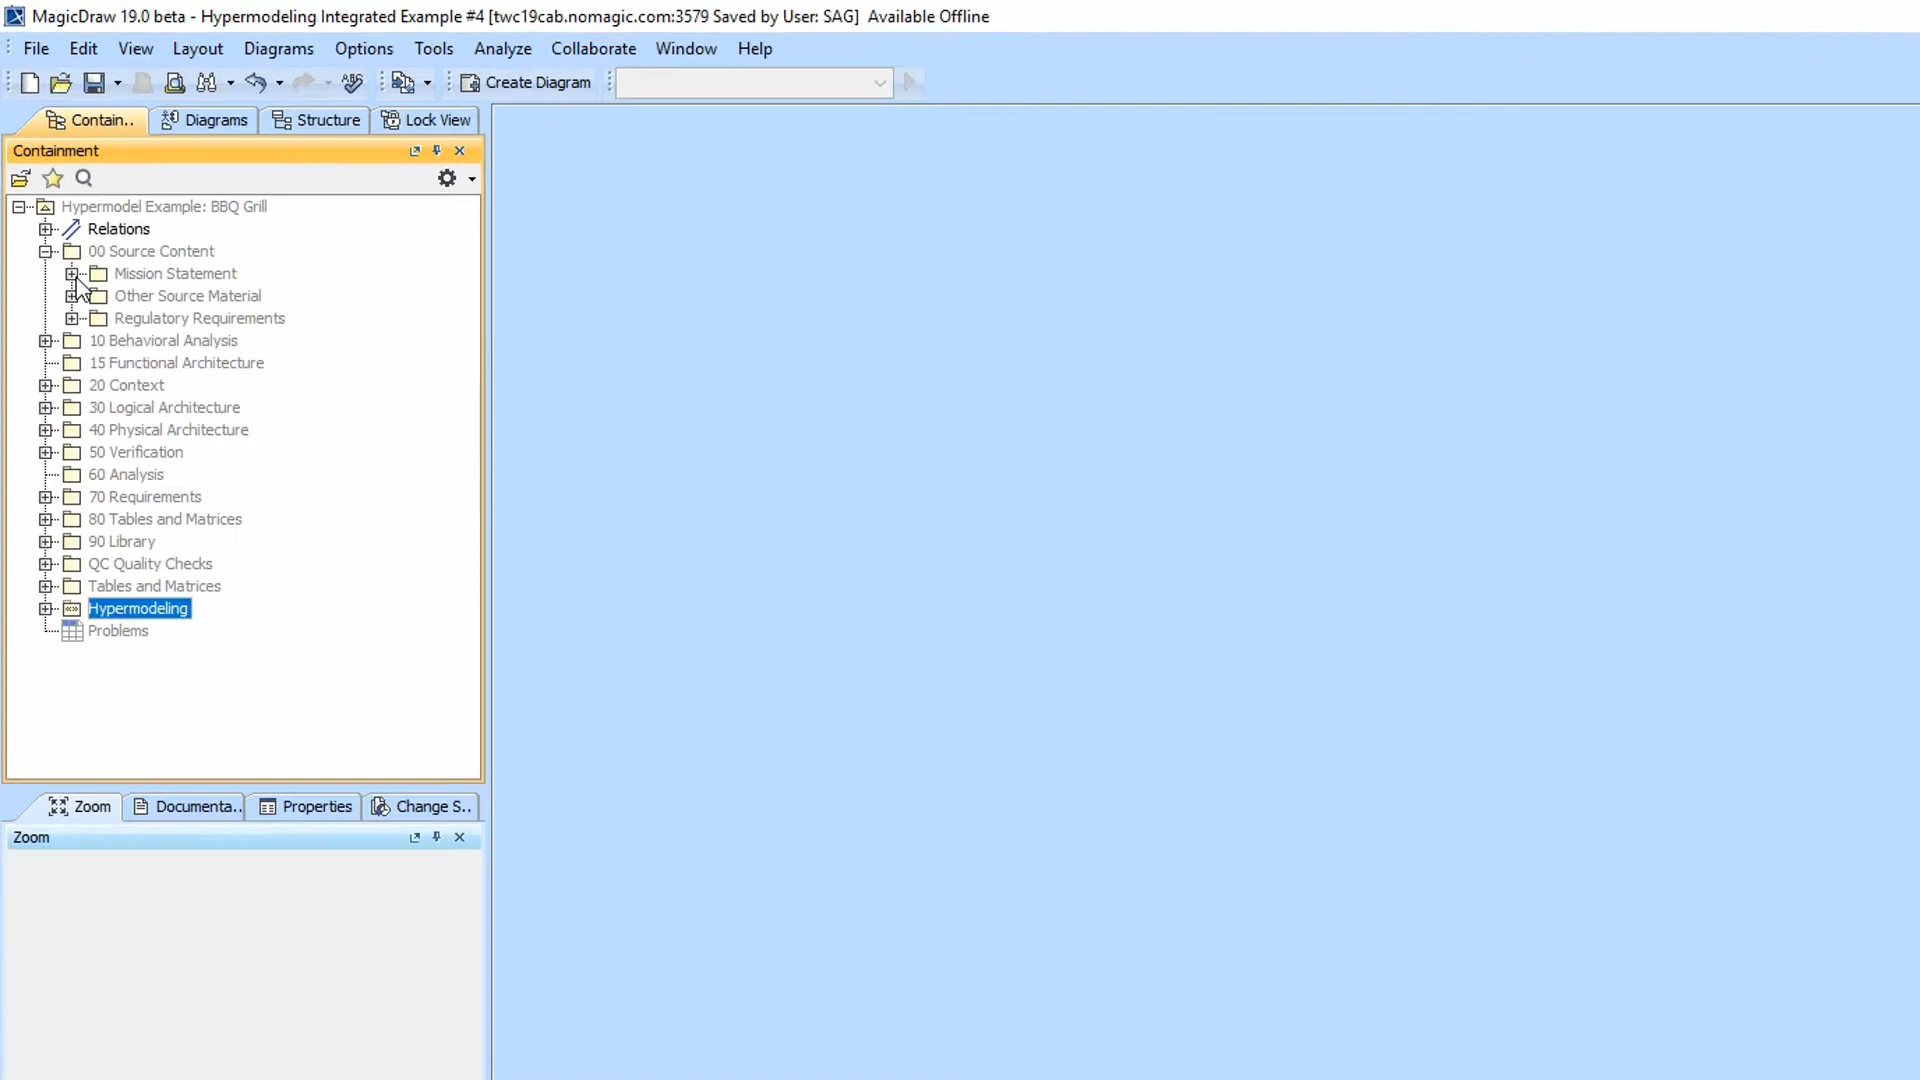 MagicDraw 19.0 beta - Hypermodeling Integrated Example #4 [twc19cab.nomagic.com:3579 Saved by User: SAG]  Available Offline
File Edit View Layout Diagrams Options Tools Analyze Collaborate Window Help
Create Diagram
Contain.. Diagrams Structure Lock View
Containment
Hypermodel Example: BBQ Grill
Relations
00 Source Content
Mission Statement
Other Source Material
Regulatory Requirements
10 Behavioral Analysis
15 Functional Architecture
20 Context
30 Logical Architecture
40 Physical Architecture
50 Verification
60 Analysis
70 Requirements
80 Tables and Matrices
90 Library
QC Quality Checks
Tables and Matrices
Hypermodeling
Problems
Zoom Documenta.. Properties Change S..
Zoom